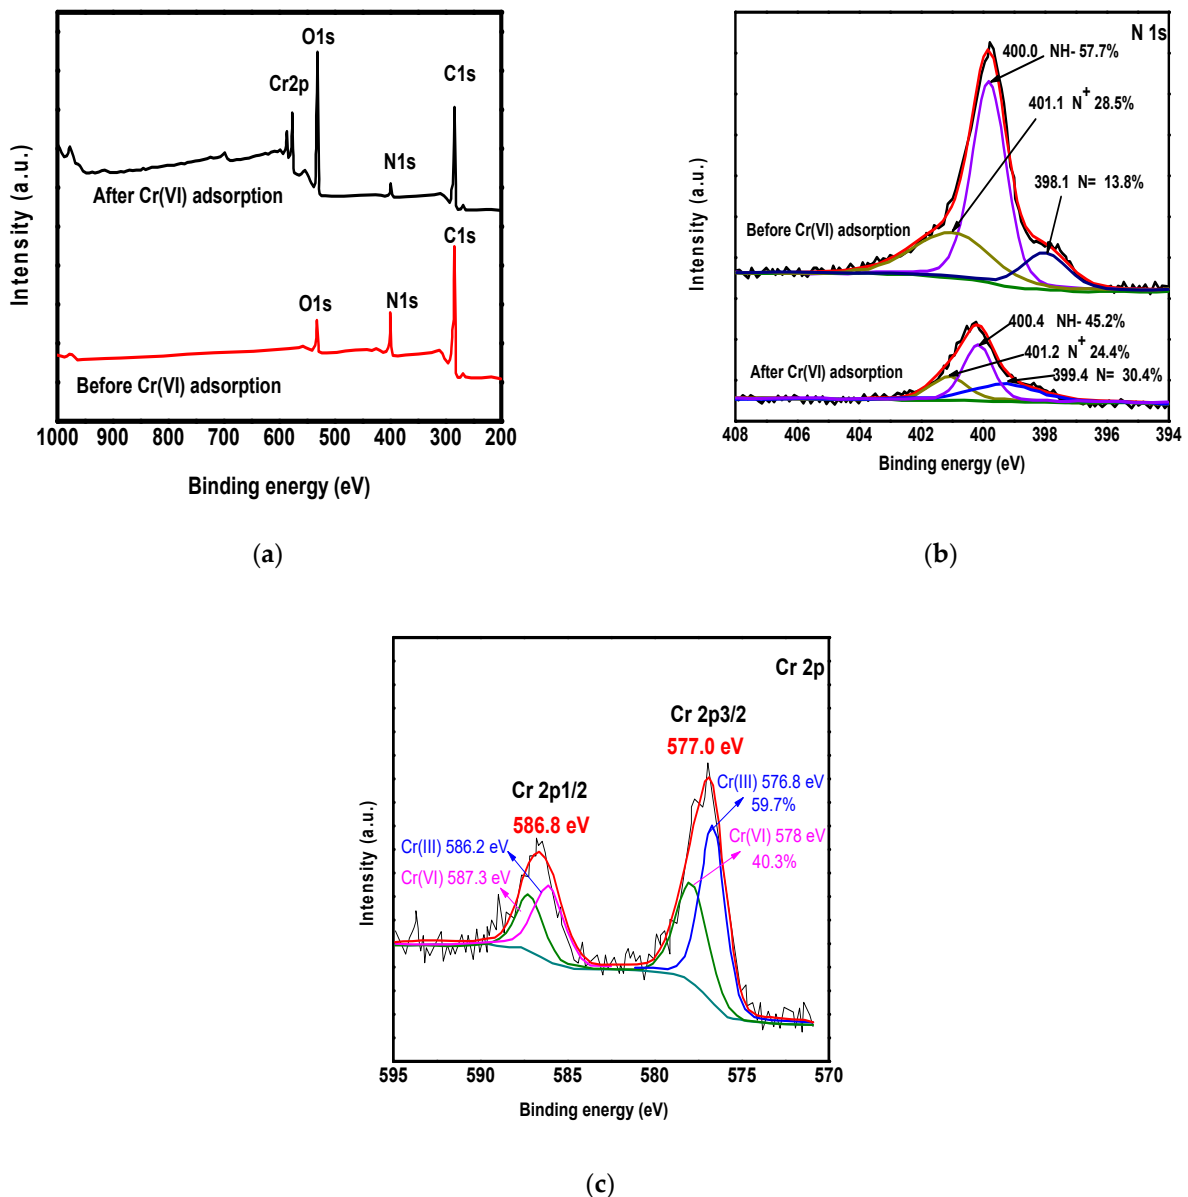 O1s
Cr2p
C1s
N1s
After Cr(VI) adsorption
C1s
O1s
N1s
Before Cr(VI) adsorption
1000 900 800 700 600 500 400 300 200
Binding energy (eV)
Intensity (a.u.)
(a)
N 1s
400.0 NH- 57.7%
401.1 N+ 28.5%
398.1 N= 13.8%
Before Cr(VI) adsorption
400.4 NH- 45.2%
401.2 N+ 24.4%
After Cr(VI) adsorption
399.4 N= 30.4%
408 406 404 402 400 398 396 394
Binding energy (eV)
Intensity (a.u.)
(b)
Cr 2p
Cr 2p3/2
577.0 eV
Cr(III) 576.8 eV
59.7%
Cr 2p1/2
586.8 eV
Cr(VI) 578 eV
40.3%
Cr(III) 586.2 eV
Cr(VI) 587.3 eV
595 590 585 580 575 570
Binding energy (eV)
Intensity (a.u.)
(c)